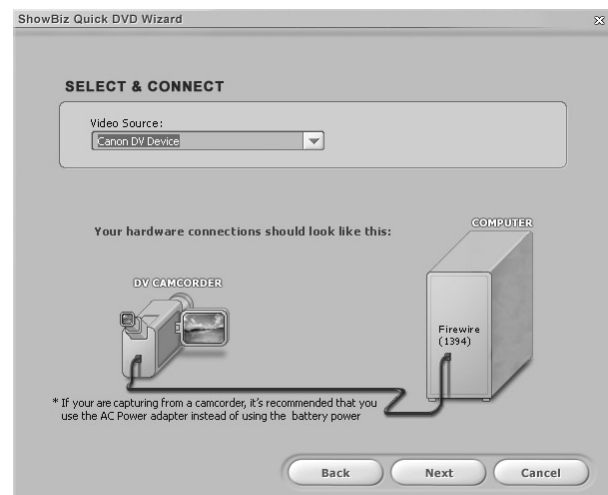 ShowBiz Quick DVD Wizard
SELECT & CONNECT
Video Source:
Canon DV Device
Your hardware connections should look like this:
COMPUTER
DV CAMCORDER
Firewire
(1394)
* If your are capturing from a camcorder, it's recommended that you
use the AC Power adapter instead of using the battery power
Back
Next
Cancel